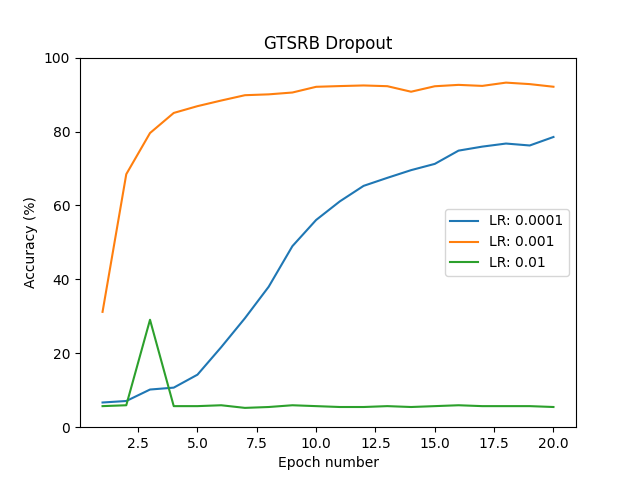 GTSRB Dropout
Accuracy (%)
100
80
60
40
20
0
LR: 0.0001
LR: 0.001
LR: 0.01
2.5 5.0 7.5 10.0 12.5 15.0 17.5 20.0
Epoch number